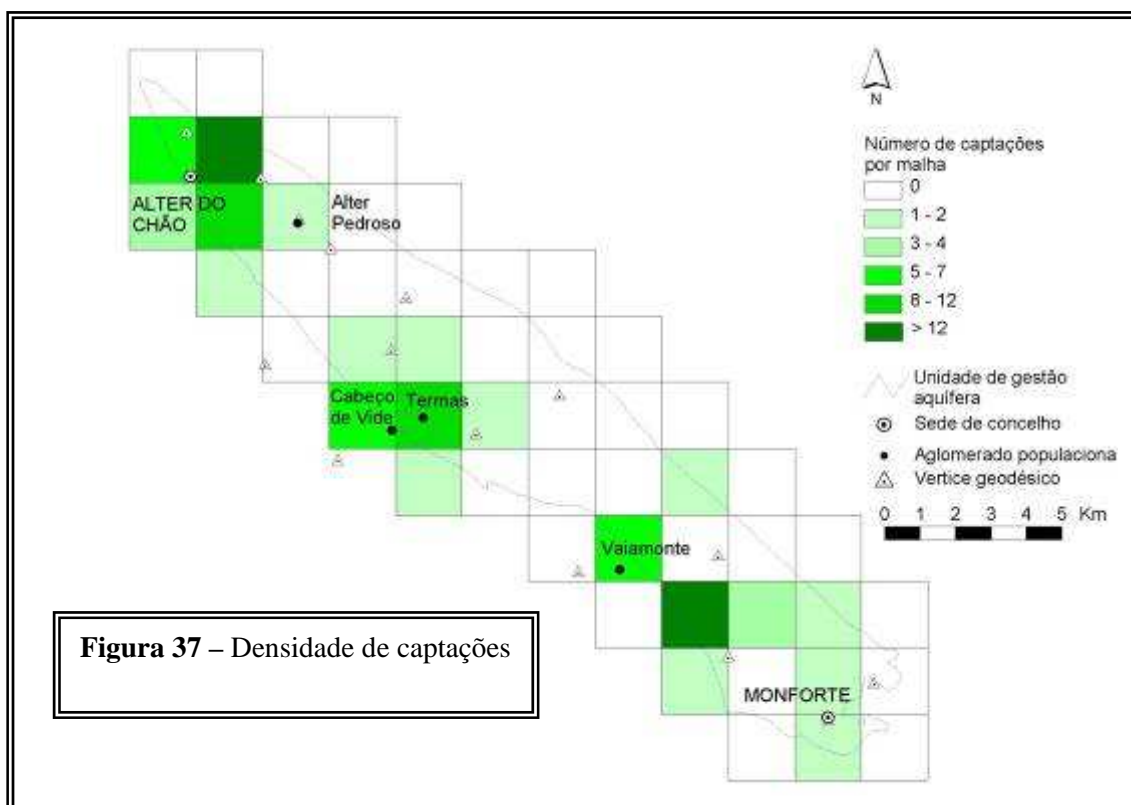 N
Número de captações
por malha
0
1 - 2
3 - 4
5 - 7
8 - 12
> 12
Unidade de gestão
aquífera
Sede de concelho
Aglomerado populaciona
Vertice geodésico
0 1 2 3 4 5 Km
ALTER DO
CHÃO
Alter
Pedroso
Cabeço
de Vide
Termas
Vaiamonte
MONFORTE
Figura 37 – Densidade de captações